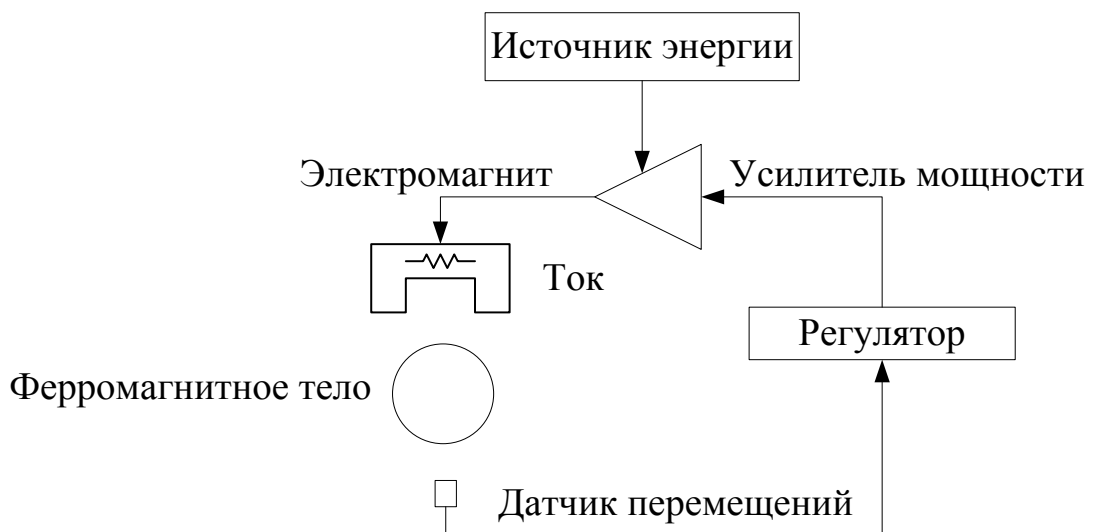 Источник энергии
Электромагнит
Усилитель мощности
Ток
Регулятор
Ферромагнитное тело
Датчик перемещений